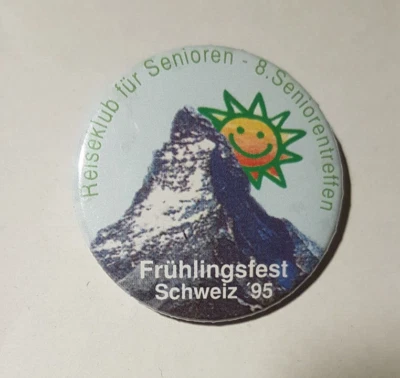 Reiseklub für Senioren - 8.Seniorentreffen
Frühlingsfest
Schweiz '95